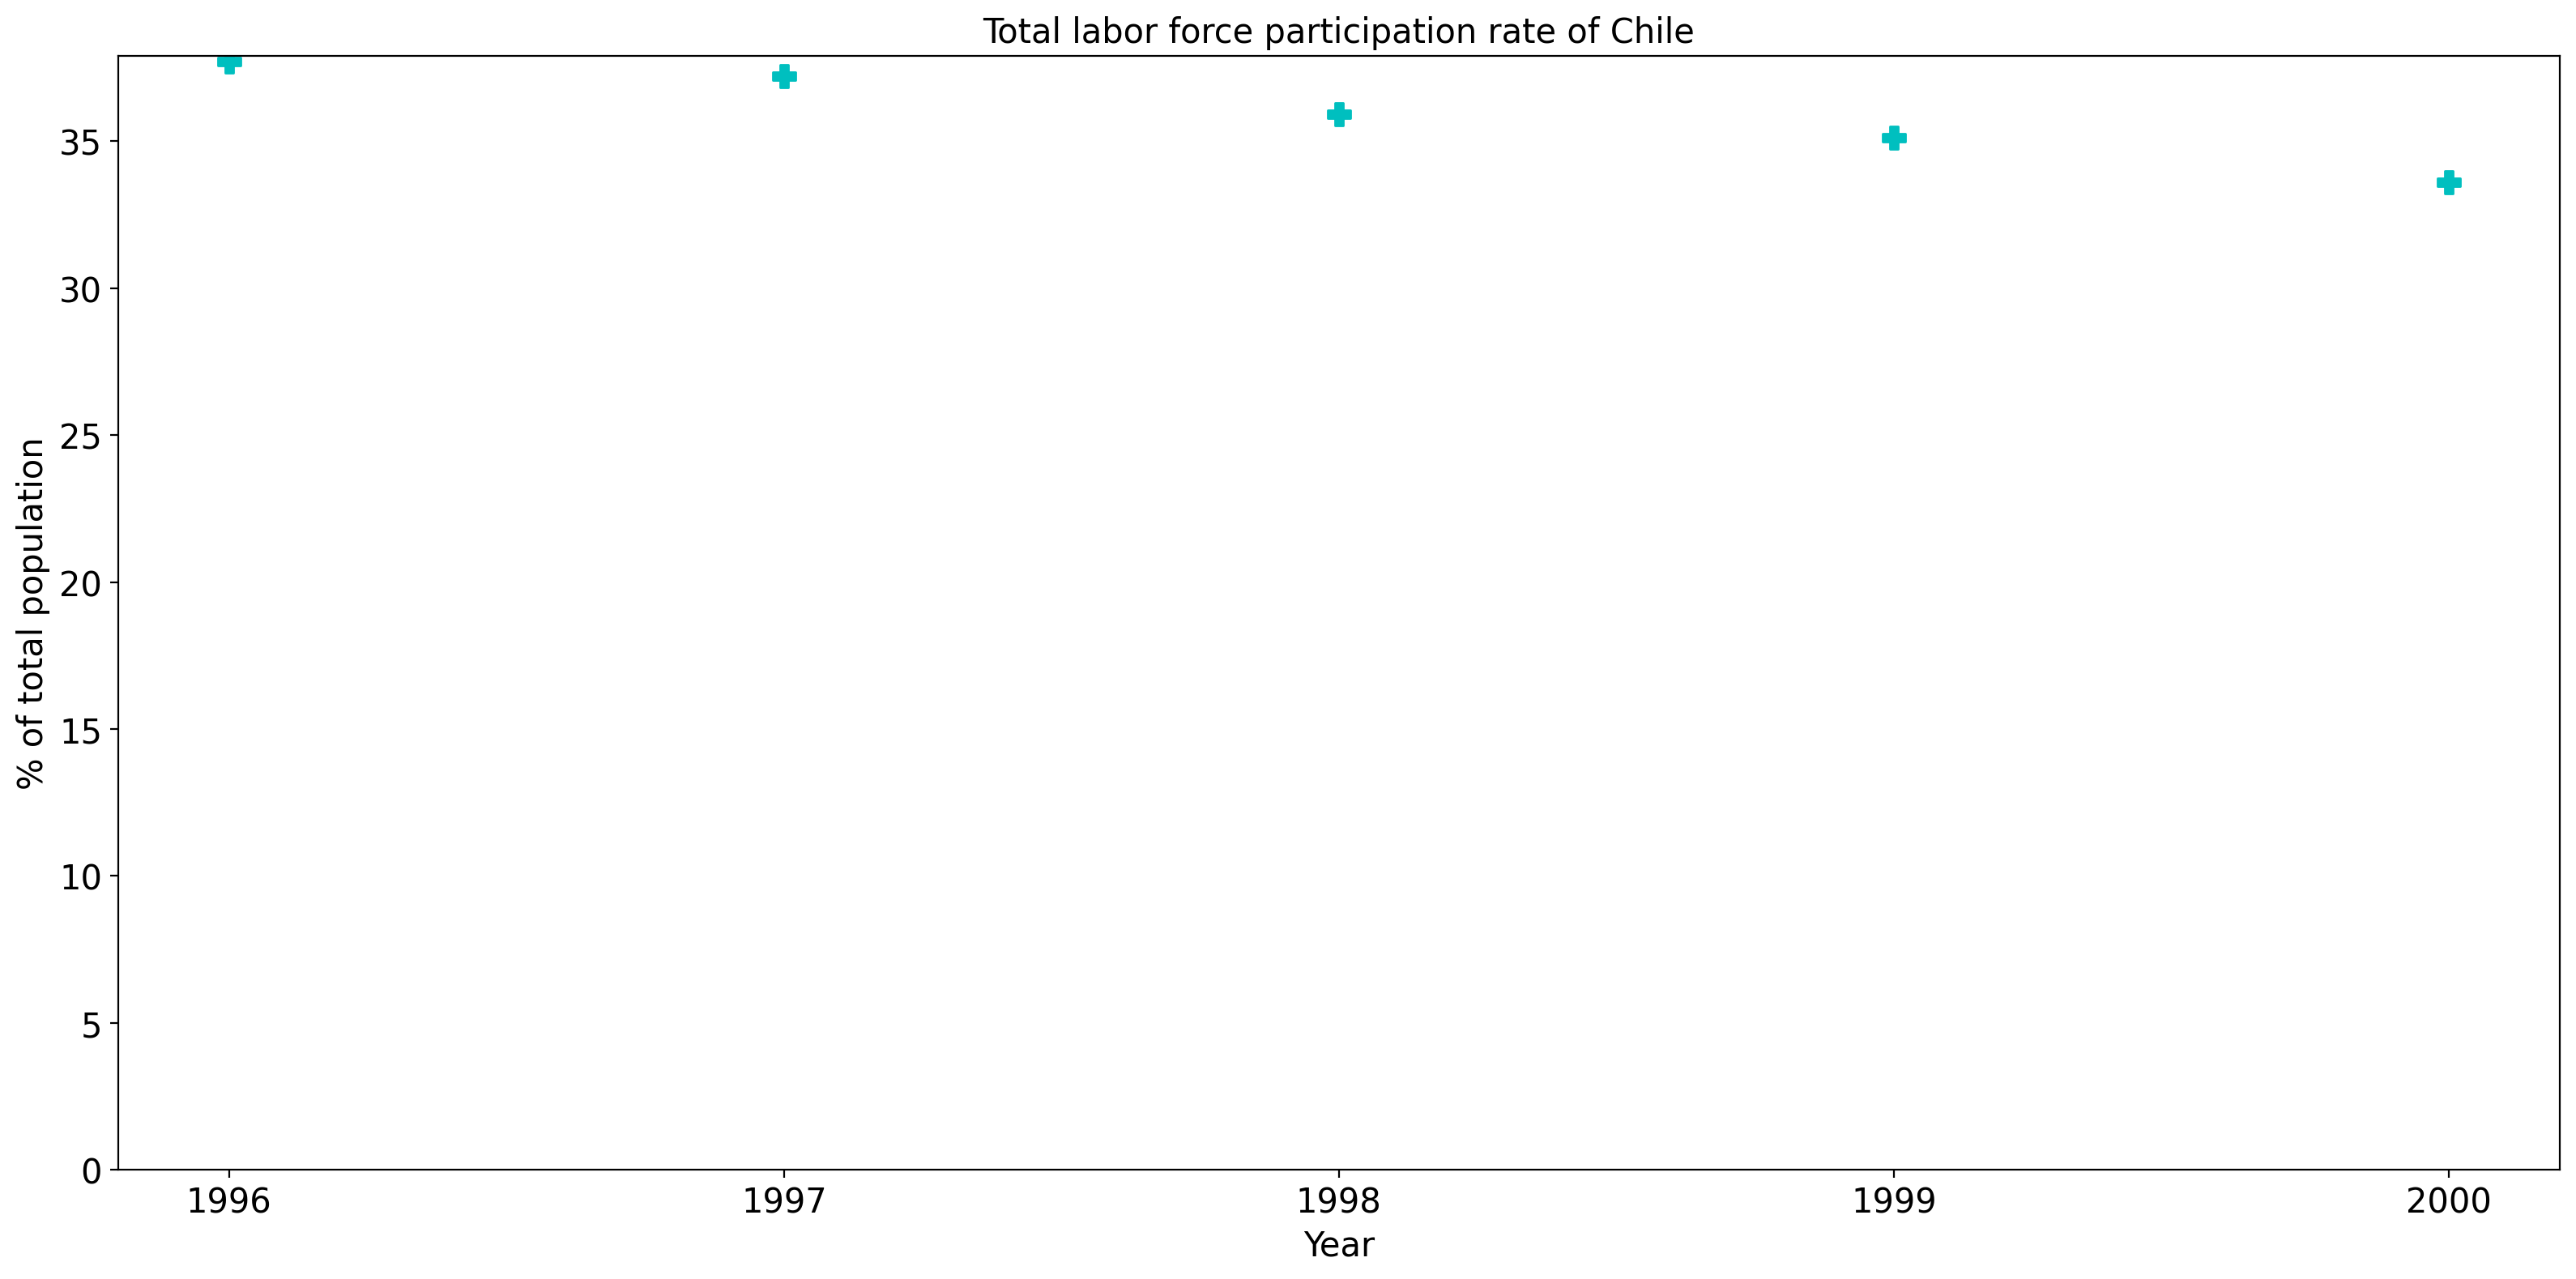 Total labor force participation rate of Chile
% of total population
35
30
25
20
15
10
5
0
1996 1997 1998 1999 2000
Year